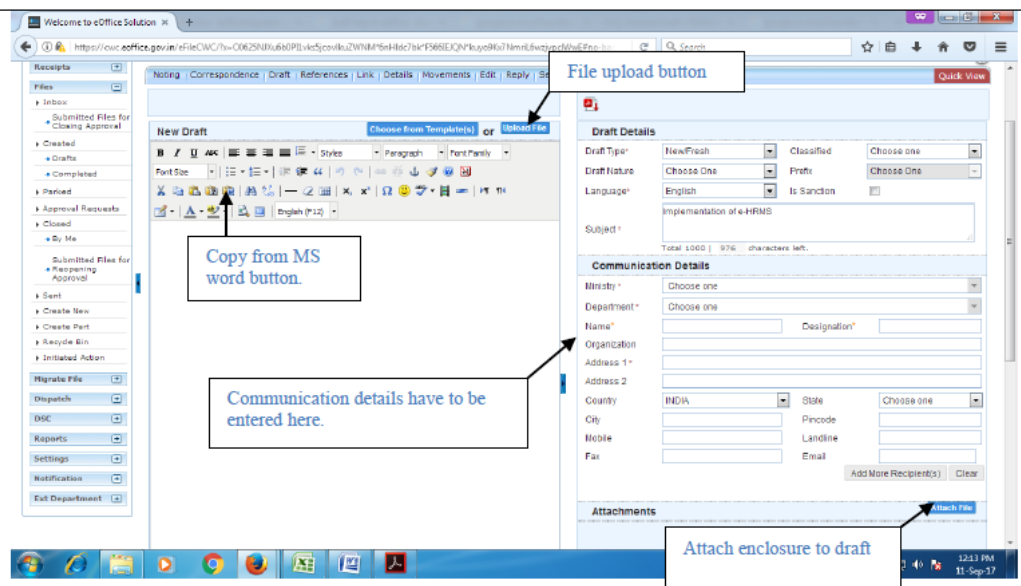 Welcome to eOffice Solution
https://cwc.eoffice.gov.in/eFileCWC/
Search
Receipts
Files
Inbox
Submitted Files for
Closing Approval
Created
Drafts
Completed
Parked
Approval Requests
Closed
By Me
Submitted Files for
Reopening
Approval
Sent
Create New
Create Part
Recycle Bin
Initiated Action
Migrate File
Dispatch
DSC
Reports
Settings
Notification
Ext Department
Noting | Correspondence | Draft | References | Link | Details | Movements | Edit | Reply | Se
Quick View
File upload button
New Draft
Choose from Template(s) or Upload File
B I U ABC Styles Paragraph Font Family
Font Size
English (F12)
Copy from MS
word button.
Communication details have to be
entered here.
Draft Details
Draft Type* New/Fresh Classified Choose one
Draft Nature Choose One Prefix Choose One
Language* English Is Sanction
Subject * Implementation of e-HRMS
Total 1000 | 976 characters left.
Communication Details
Ministry * Choose one
Department * Choose one
Name* Designation*
Organization
Address 1*
Address 2
Country INDIA State Choose one
City Pincode
Mobile Landline
Fax Email
Add More Recipient(s) Clear
Attachments Attach File
Attach enclosure to draft
12:13 PM
11-Sep-17